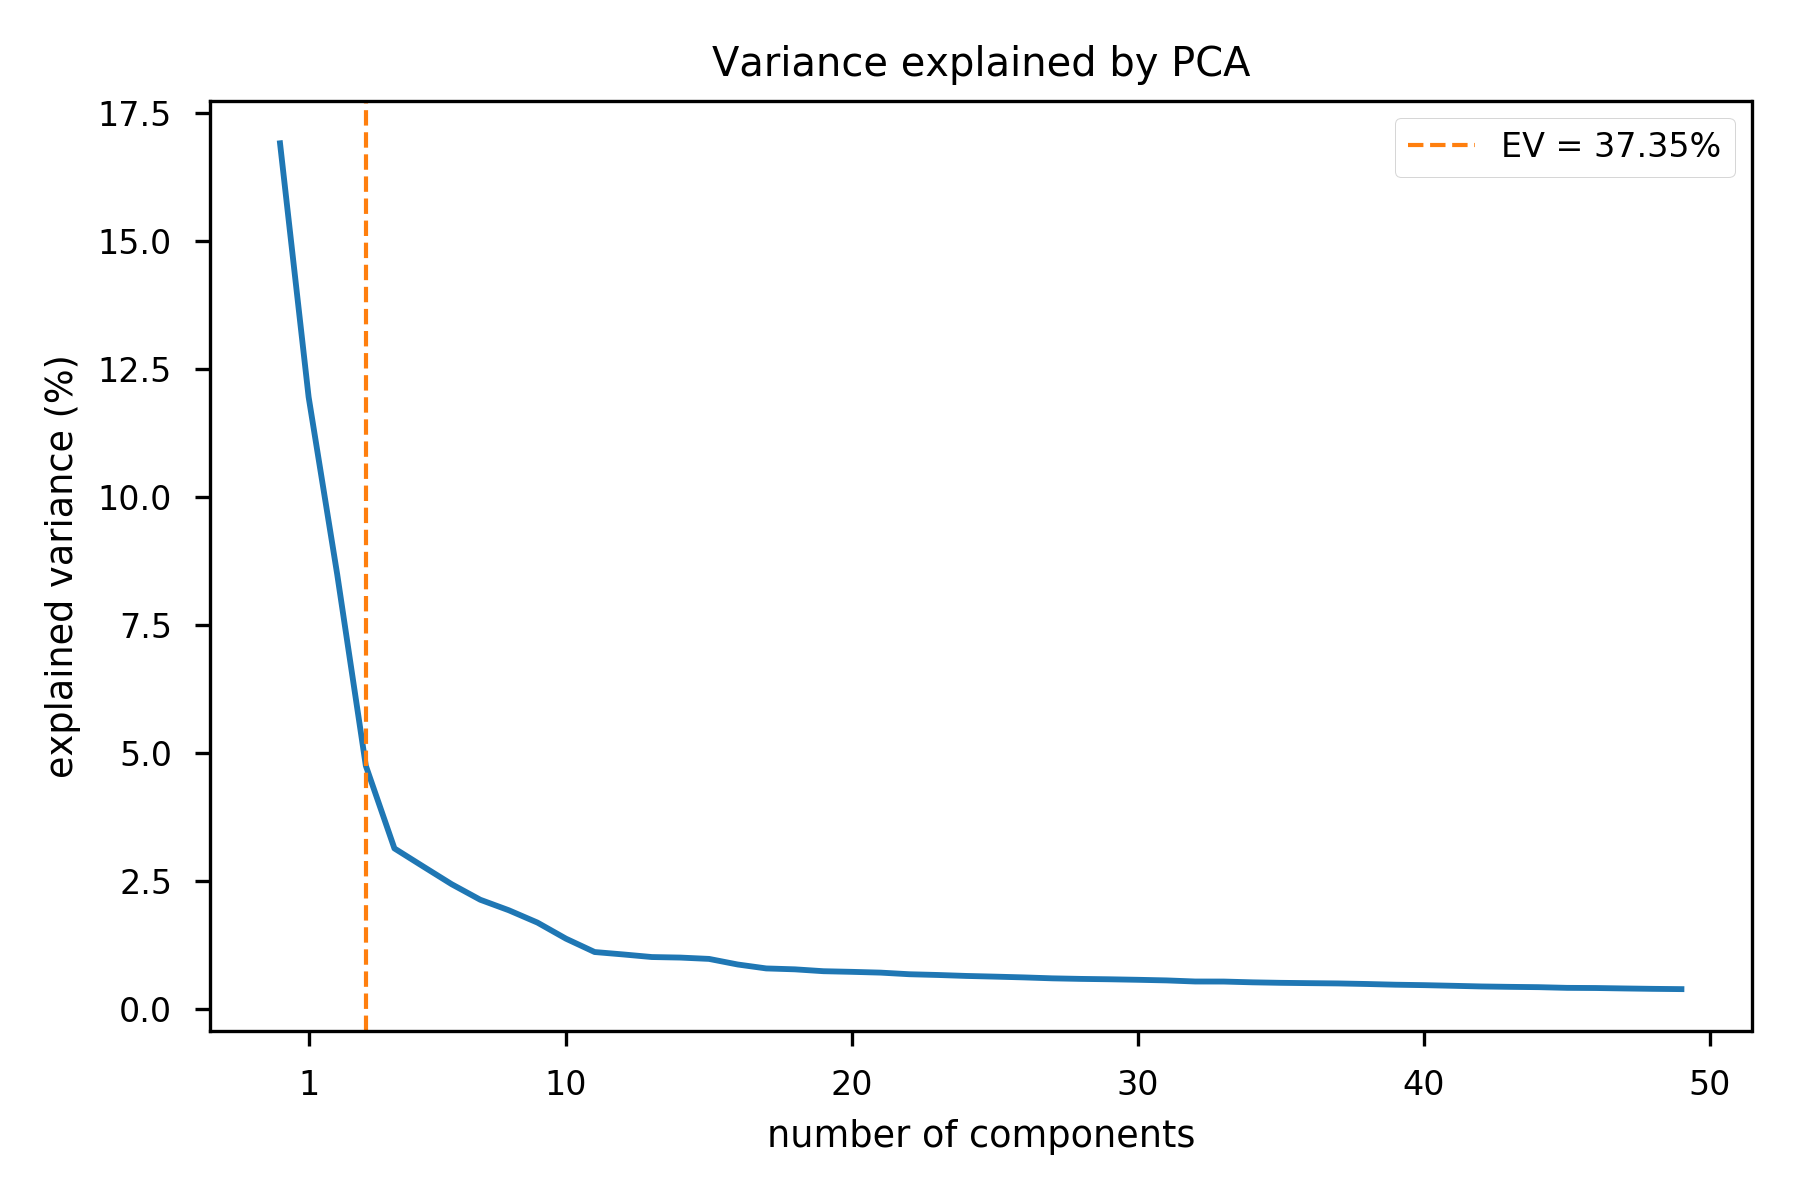 Variance explained by PCA
EV = 37.35%
17.5
15.0
12.5
10.0
7.5
5.0
2.5
0.0
explained variance (%)
1 10 20 30 40 50
number of components